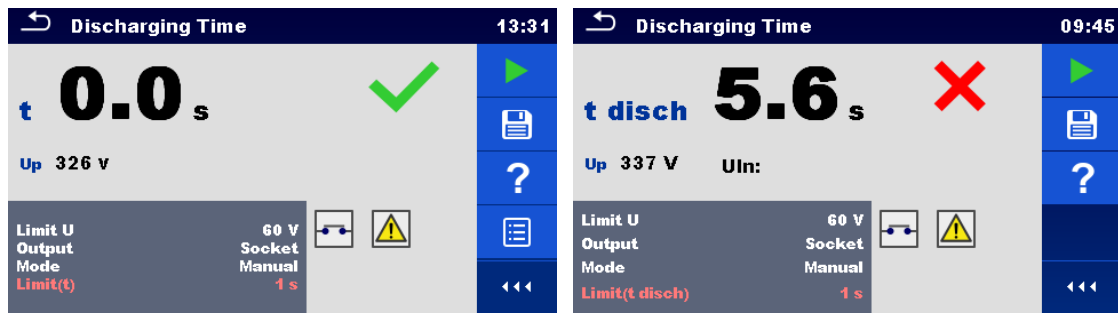 Discharging Time 13:31
t 0.0 s
Up 326 V
?
Limit U 60 V
Output Socket
Mode Manual
Limit(t) 1 s
Discharging Time 09:45
t disch 5.6 s
Up 337 V Uln:
?
Limit U 60 V
Output Socket
Mode Manual
Limit(t disch) 1 s